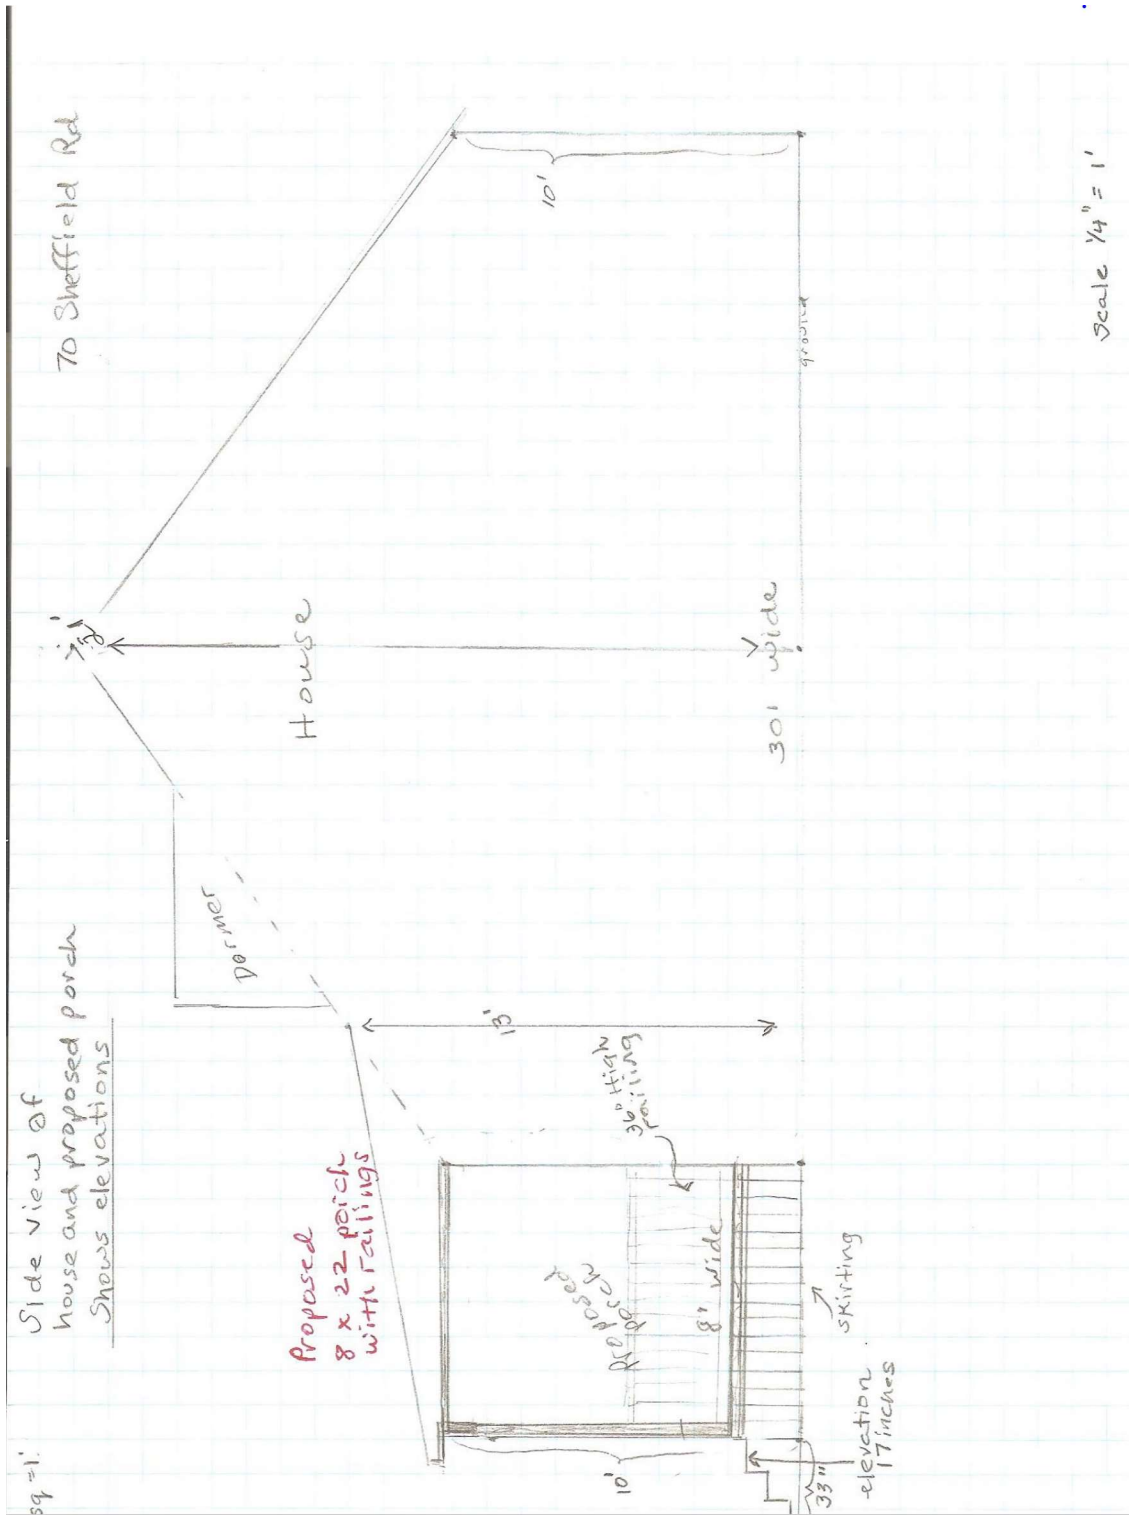 sq = 1'
Side view of
house and proposed porch
Shows elevations
70 Sheffield Rd
Proposed
8 x 22 porch
with railings
Dormer
House
13'
10'
36" High
railing
proposed
porch
8' wide
30' wide
ground
10'
skirting
33"
elevation
17 inches
Scale 1/4" = 1'